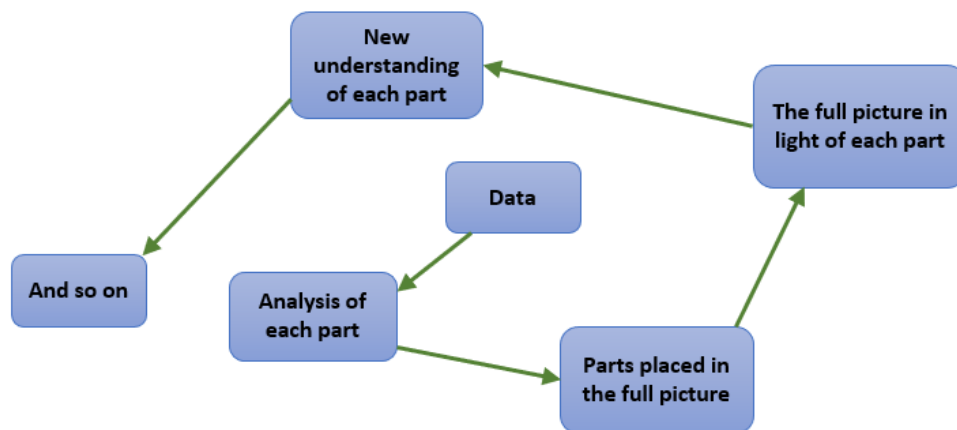 New
understanding
of each part
The full picture in
light of each part
Data
And so on
Analysis of
each part
Parts placed in
the full picture